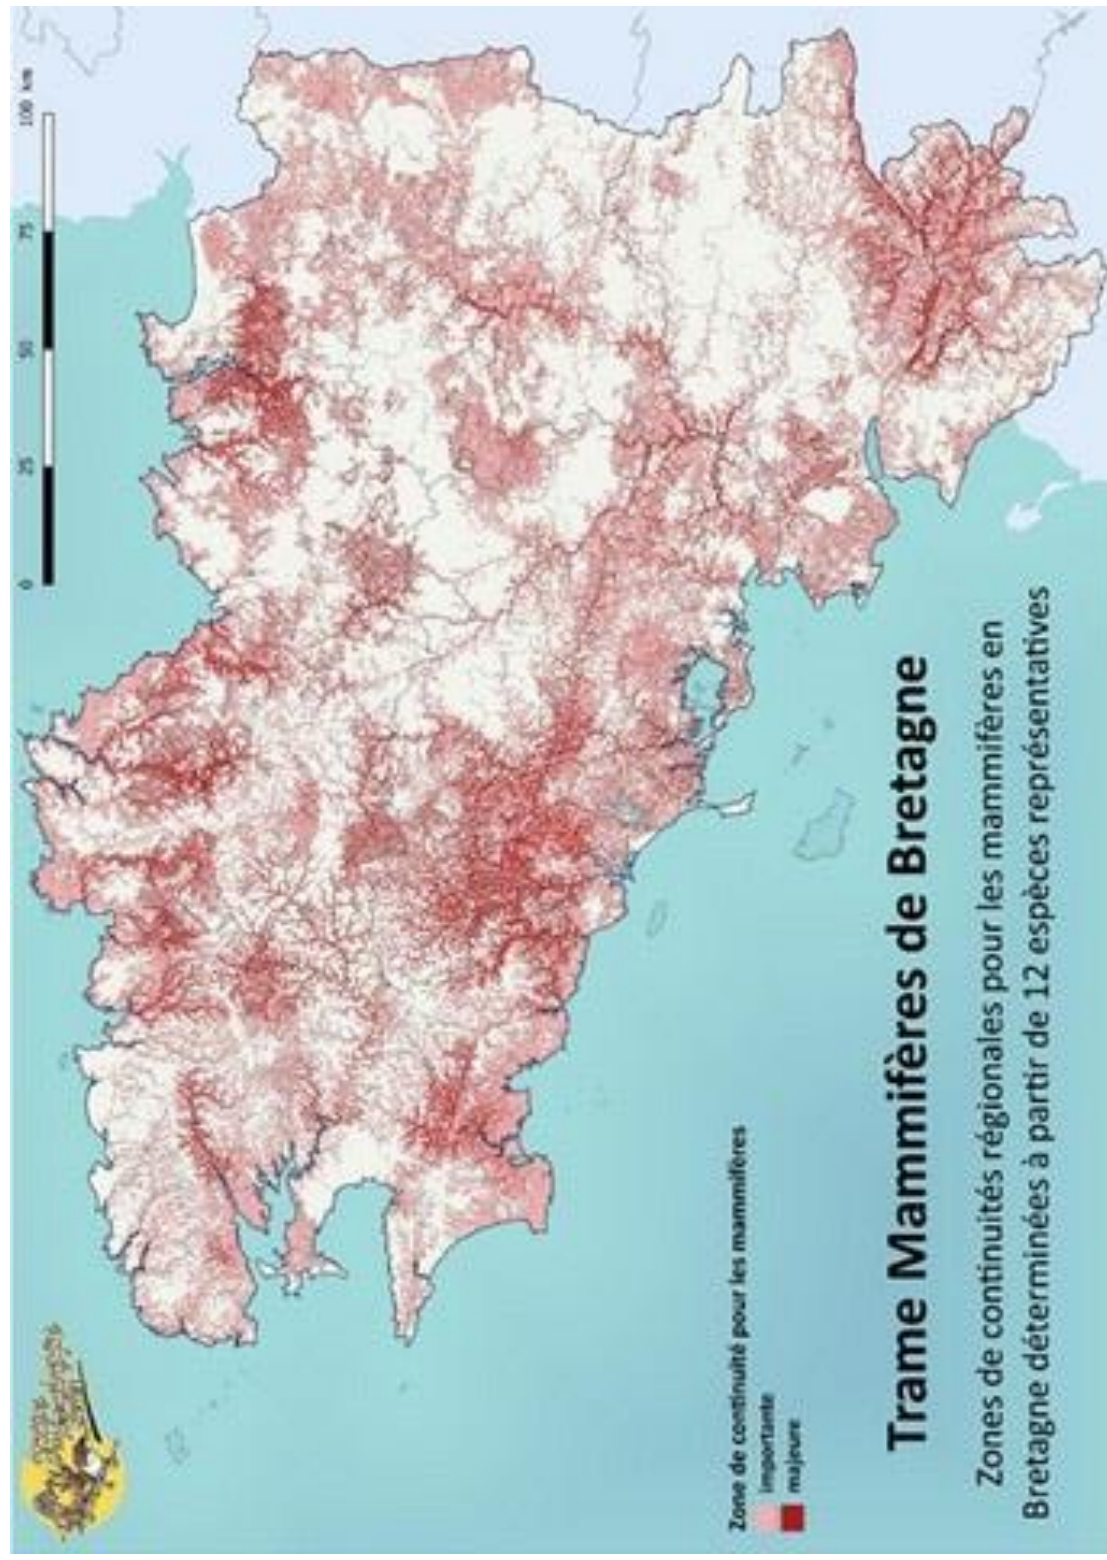 0 25 50 75 100 km
Zone de continuité pour les mammifères
importante
majeure
Trame Mammifères de Bretagne
Zones de continuités régionales pour les mammifères en
Bretagne déterminées à partir de 12 espèces représentatives